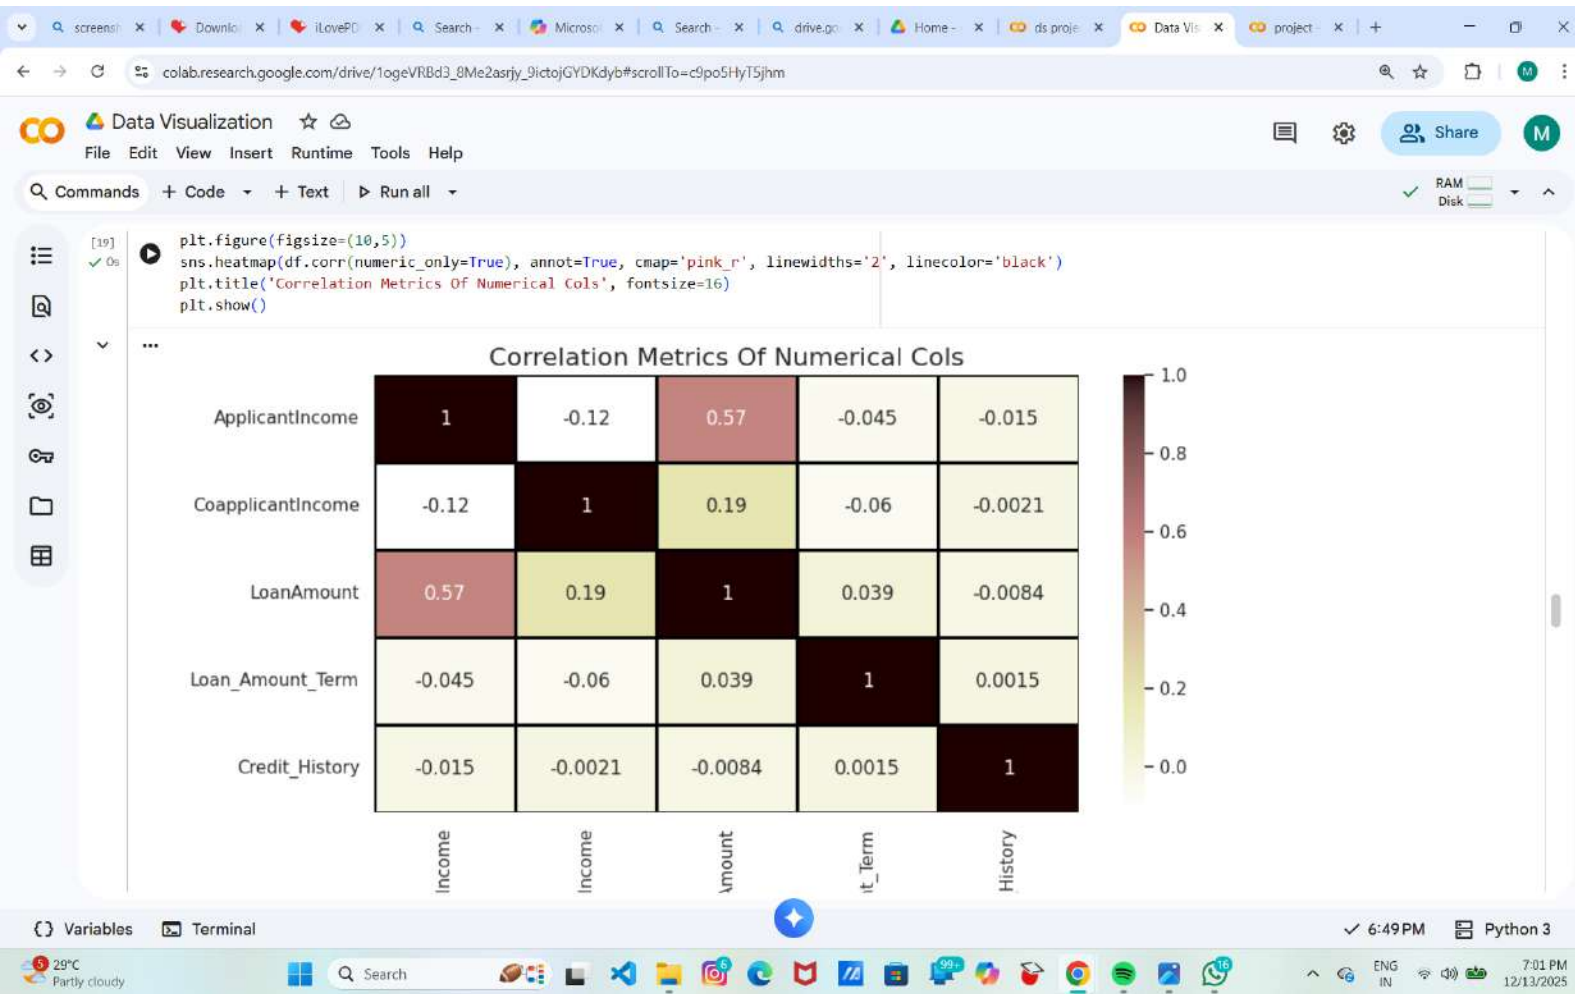 screensh
Downlo
iLovePD
Search -
Microso
Search -
drive.go
Home -
ds proje
Data Vis
project -
colab.research.google.com/drive/1ogeVRBd3_8Me2asrjy_9ictojGYDKdyb#scrollTo=c9po5HyT5jhm
M
CO
Data Visualization
Share
M
File Edit View Insert Runtime Tools Help
Commands + Code + Text Run all
RAM
Disk
[19]
0s
plt.figure(figsize=(10,5))
sns.heatmap(df.corr(numeric_only=True), annot=True, cmap='pink_r', linewidths='2', linecolor='black')
plt.title('Correlation Metrics Of Numerical Cols', fontsize=16)
plt.show()
Correlation Metrics Of Numerical Cols
ApplicantIncome 1 -0.12 0.57 -0.045 -0.015
CoapplicantIncome -0.12 1 0.19 -0.06 -0.0021
LoanAmount 0.57 0.19 1 0.039 -0.0084
Loan_Amount_Term -0.045 -0.06 0.039 1 0.0015
Credit_History -0.015 -0.0021 -0.0084 0.0015 1
1.0
0.8
0.6
0.4
0.2
0.0
Income
Income
Amount
t_Term
History
{} Variables
Terminal
6:49 PM
Python 3
5
29°C
Partly cloudy
Search
6
99+
16
ENG
IN
7:01 PM
12/13/2025